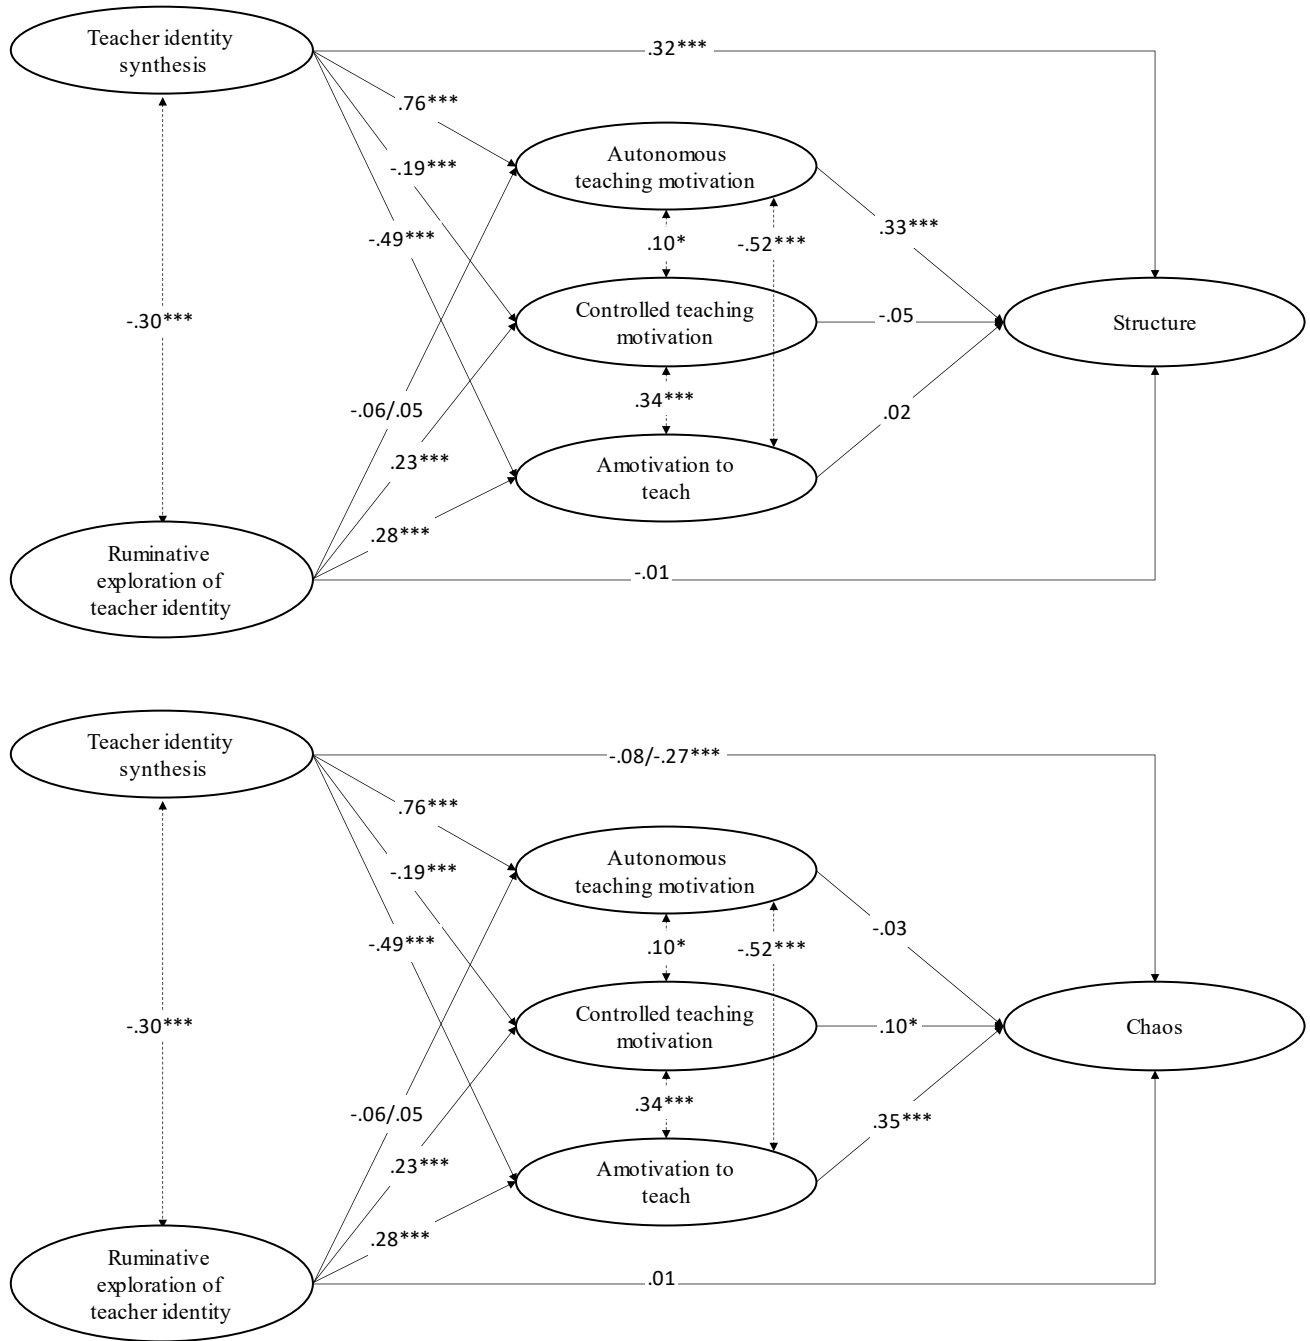 Teacher identity
synthesis
.32***
.76***
Autonomous
teaching motivation
-.19***
.33***
-.49***
.10*
-.52***
-.30***
Controlled teaching
motivation
-.05
Structure
.34***
-.06/.05
.02
.23***
Amotivation to
teach
.28***
Ruminative
exploration of
teacher identity
-.01
Teacher identity
synthesis
-.08/-.27***
.76***
Autonomous
teaching motivation
-.19***
-.03
-.49***
.10*
-.52***
-.30***
Controlled teaching
motivation
.10*
Chaos
.34***
-.06/.05
.35***
.23***
Amotivation to
teach
.28***
Ruminative
exploration of
teacher identity
.01